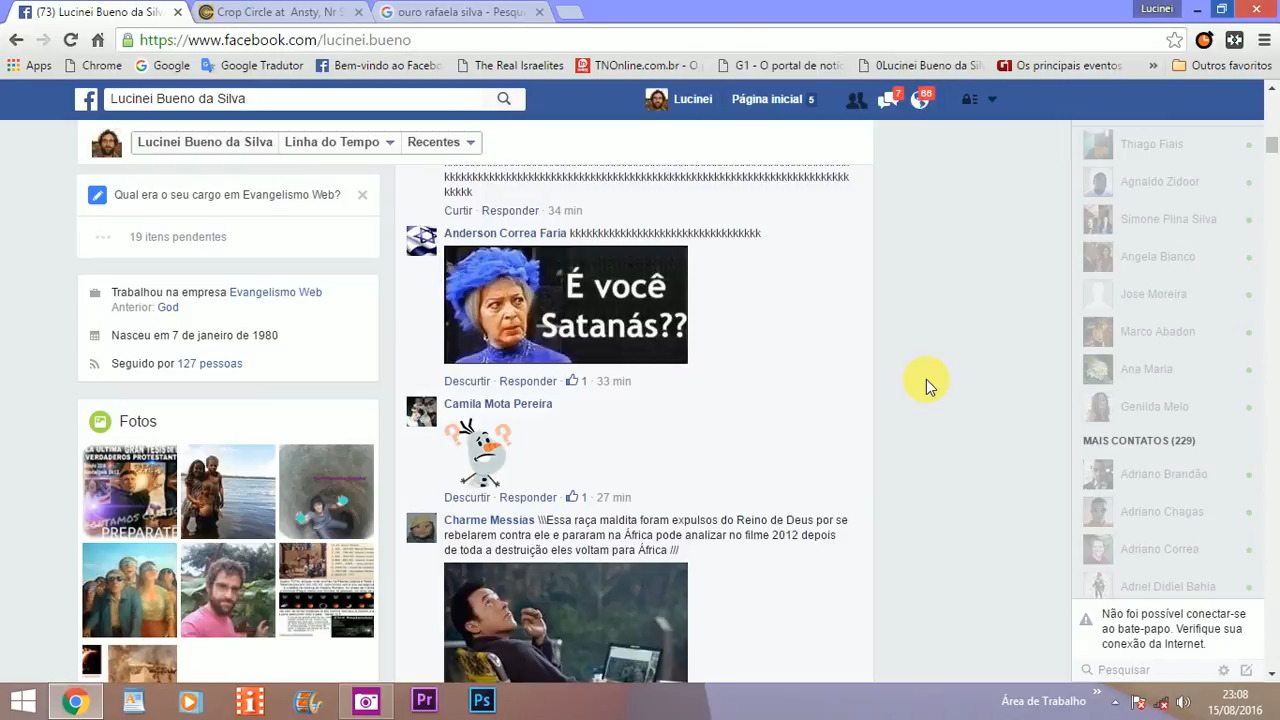 (73) Lucinei Bueno da Silva
Crop Circle at Ansty, Nr S
ouro rafaela silva - Pesque
Lucinei
https://www.facebook.com/lucinei.bueno
Apps
Chrome
Google
Google Tradutor
Bem-vindo ao Facebo
The Real Israelites
TNOnline.com.br - O
G1 - O portal de notíc
0Lucinei Bueno da Silv
Os principais eventos
»
Outros favoritos
Lucinei Bueno da Silva
Lucinei
Página inicial 5
7
68
Lucinei Bueno da Silva
Linha do Tempo
Recentes
Qual era o seu cargo em Evangelismo Web?
19 itens pendentes
Trabalhou na empresa Evangelismo Web
Anterior: God
Nasceu em 7 de janeiro de 1980
Seguido por 127 pessoas
Fotos
kkkkk
Curtir · Responder · 34 min
Anderson Correa Faria kkkkkkkkkkkkkkkkkkkkkkkkkkkkkkkk
É você
Satanás??
Descurtir · Responder · 1 · 33 min
Camila Mota Pereira
Descurtir · Responder · 1 · 27 min
Charme Messias \\\Essa raça maldita foram expulsos do Reino de Deus por se
rebelarem contra ele e pararam na África pode analizar no filme 2012 depois
de toda a destruição eles voltam para África ///
Thiago Fiais
Agnaldo Zidoor
Simone Plina Silva
Angela Bianco
Jose Moreira
Marco Abadon
Ana Maria
Genilda Melo
MAIS CONTATOS (229)
Adriano Brandão
Adriano Chagas
Adriano Correa
Adriel Didiel Bahia
Não foi possível conectar-se
ao bate-papo. Verifique sua
conexão da Internet.
Pesquisar
Pr
Ps
Área de Trabalho
»
23:08
15/08/2016